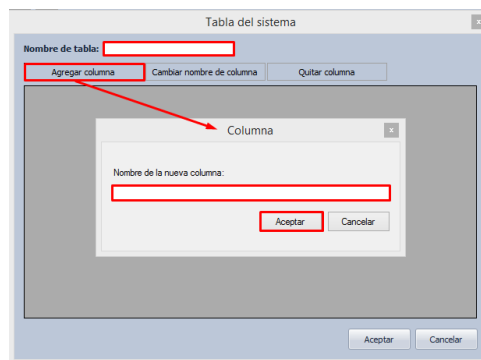 Tabla del sistema
x
Nombre de tabla:
Agregar columna Cambiar nombre de columna Quitar columna
Columna
x
Nombre de la nueva columna:
Aceptar Cancelar
Aceptar Cancelar